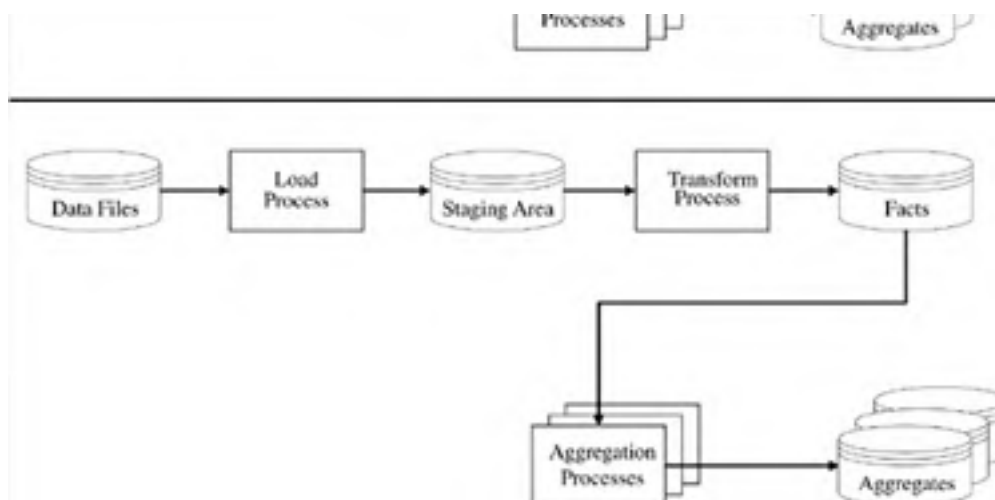 Processes
Aggregates
Data Files
Load
Process
Staging Area
Transform
Process
Facts
Aggregation
Processes
Aggregates